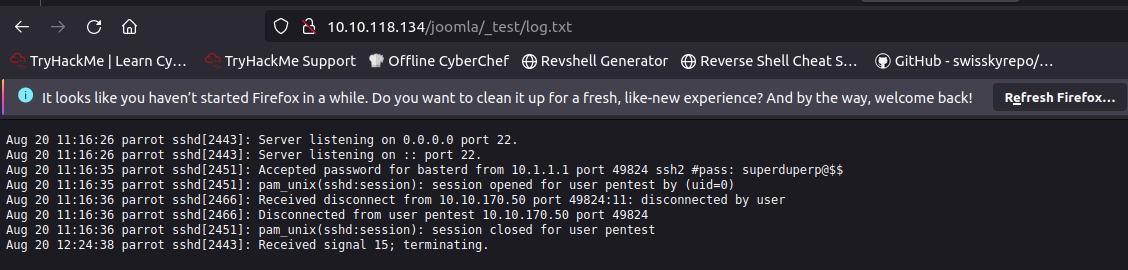 10.10.118.134/joomla/_test/log.txt
TryHackMe | Learn Cy… TryHackMe Support Offline CyberChef Revshell Generator Reverse Shell Cheat S… GitHub - swisskyrepo/…
It looks like you haven’t started Firefox in a while. Do you want to clean it up for a fresh, like-new experience? And by the way, welcome back! Refresh Firefox…
Aug 20 11:16:26 parrot sshd[2443]: Server listening on 0.0.0.0 port 22.
Aug 20 11:16:26 parrot sshd[2443]: Server listening on :: port 22.
Aug 20 11:16:35 parrot sshd[2451]: Accepted password for basterd from 10.1.1.1 port 49824 ssh2 #pass: superduperp@$$
Aug 20 11:16:35 parrot sshd[2451]: pam_unix(sshd:session): session opened for user pentest by (uid=0)
Aug 20 11:16:36 parrot sshd[2466]: Received disconnect from 10.10.170.50 port 49824:11: disconnected by user
Aug 20 11:16:36 parrot sshd[2466]: Disconnected from user pentest 10.10.170.50 port 49824
Aug 20 11:16:36 parrot sshd[2451]: pam_unix(sshd:session): session closed for user pentest
Aug 20 12:24:38 parrot sshd[2443]: Received signal 15; terminating.